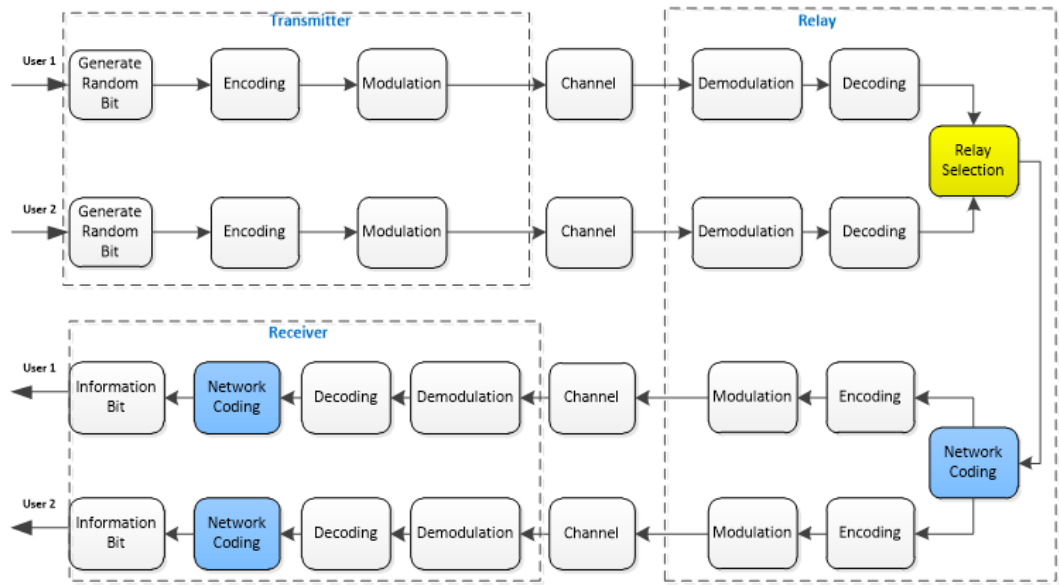 Transmitter
Relay
User 1
Generate
Random
Bit
Encoding
Modulation
Channel
Demodulation
Decoding
Relay
Selection
User 2
Generate
Random
Bit
Encoding
Modulation
Channel
Demodulation
Decoding
Receiver
User 1
Information
Bit
Network
Coding
Decoding
Demodulation
Channel
Modulation
Encoding
Network
Coding
User 2
Information
Bit
Network
Coding
Decoding
Demodulation
Channel
Modulation
Encoding